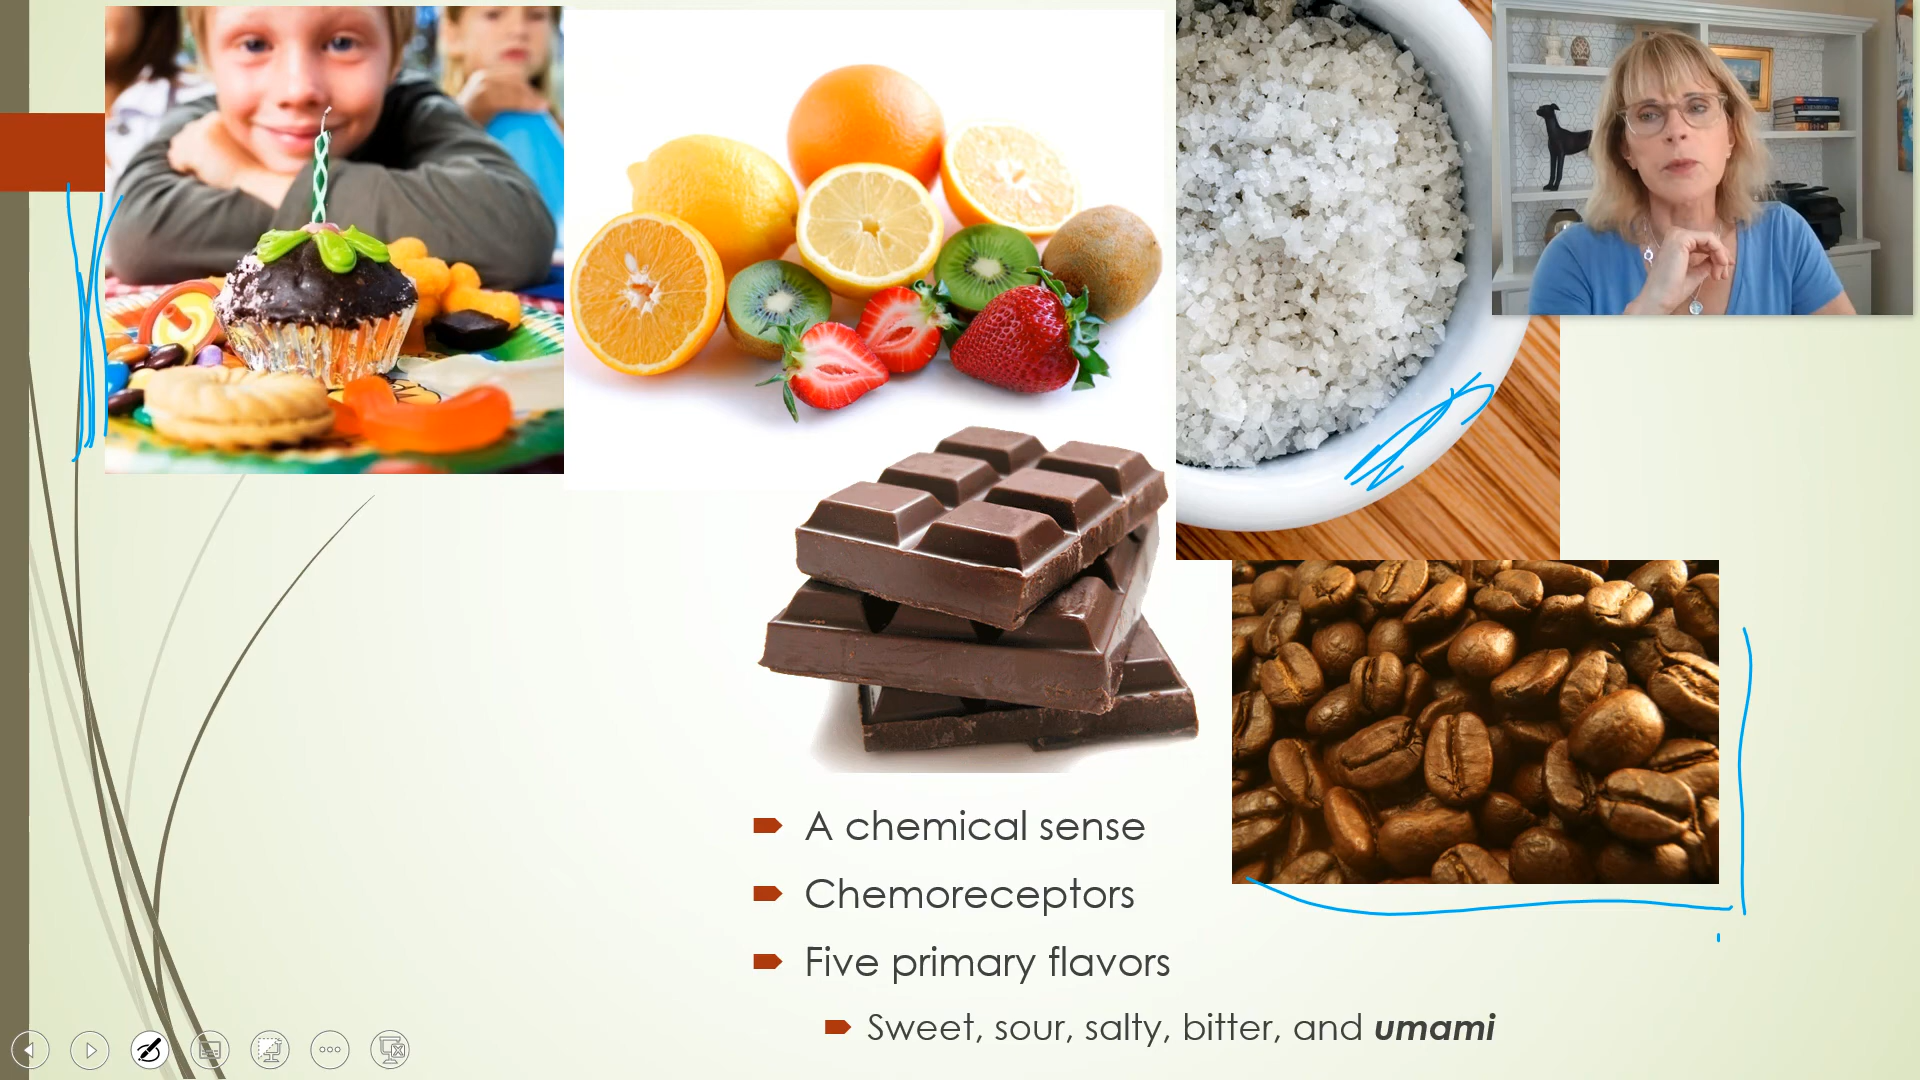 A chemical sense
Chemoreceptors
Five primary flavors
Sweet, sour, salty, bitter, and umami